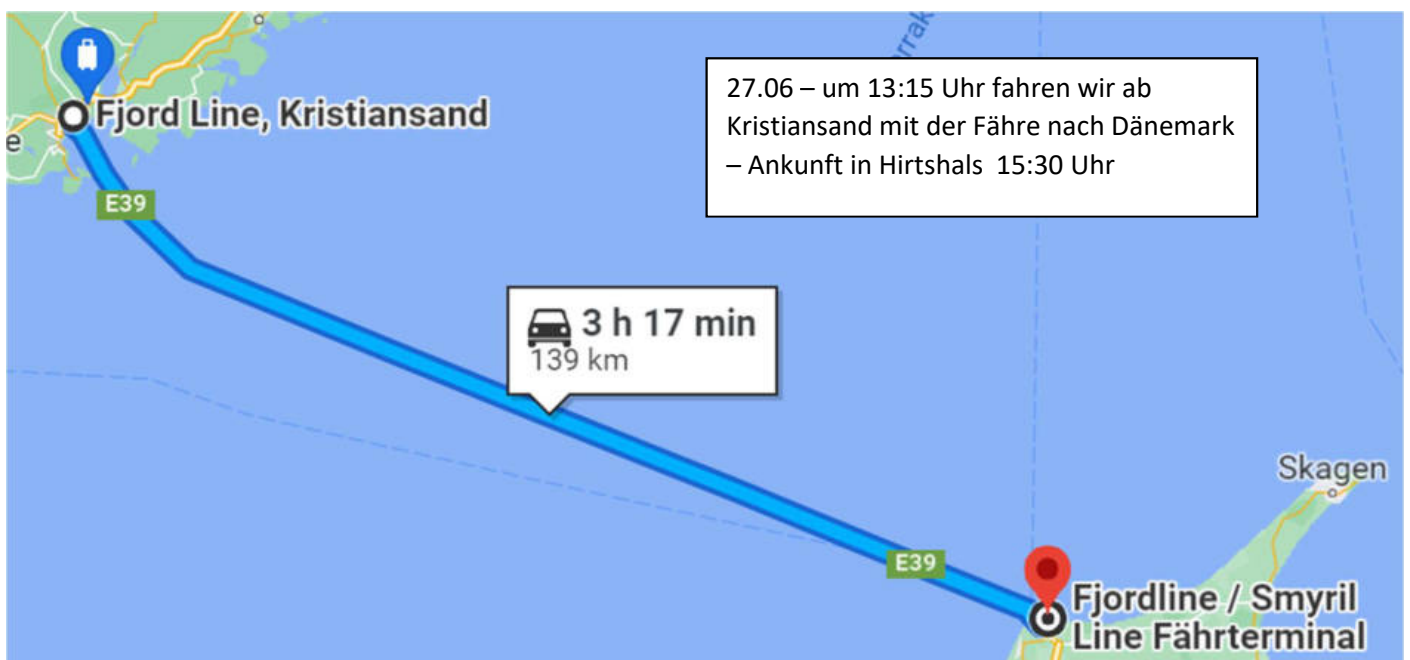 Fjord Line, Kristiansand
e
E39
27.06 – um 13:15 Uhr fahren wir ab
Kristiansand mit der Fähre nach Dänemark
– Ankunft in Hirtshals  15:30 Uhr
3 h 17 min
139 km
Skagen
E39
Fjordline / Smyril
Line Fährterminal